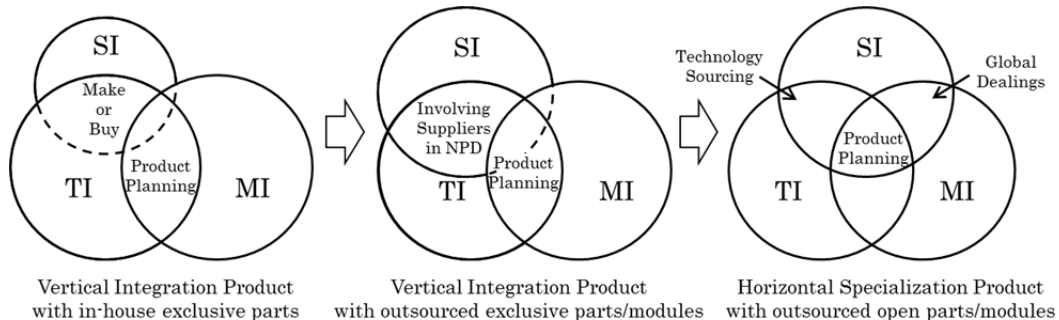 SI
Make
or
Buy
TI
Product
Planning
MI
Vertical Integration Product
with in-house exclusive parts
SI
Involving
Suppliers
in NPD
Product
Planning
TI
MI
Vertical Integration Product
with outsourced exclusive parts/modules
Technology
Sourcing
SI
Global
Dealings
Product
Planning
TI
MI
Horizontal Specialization Product
with outsourced open parts/modules